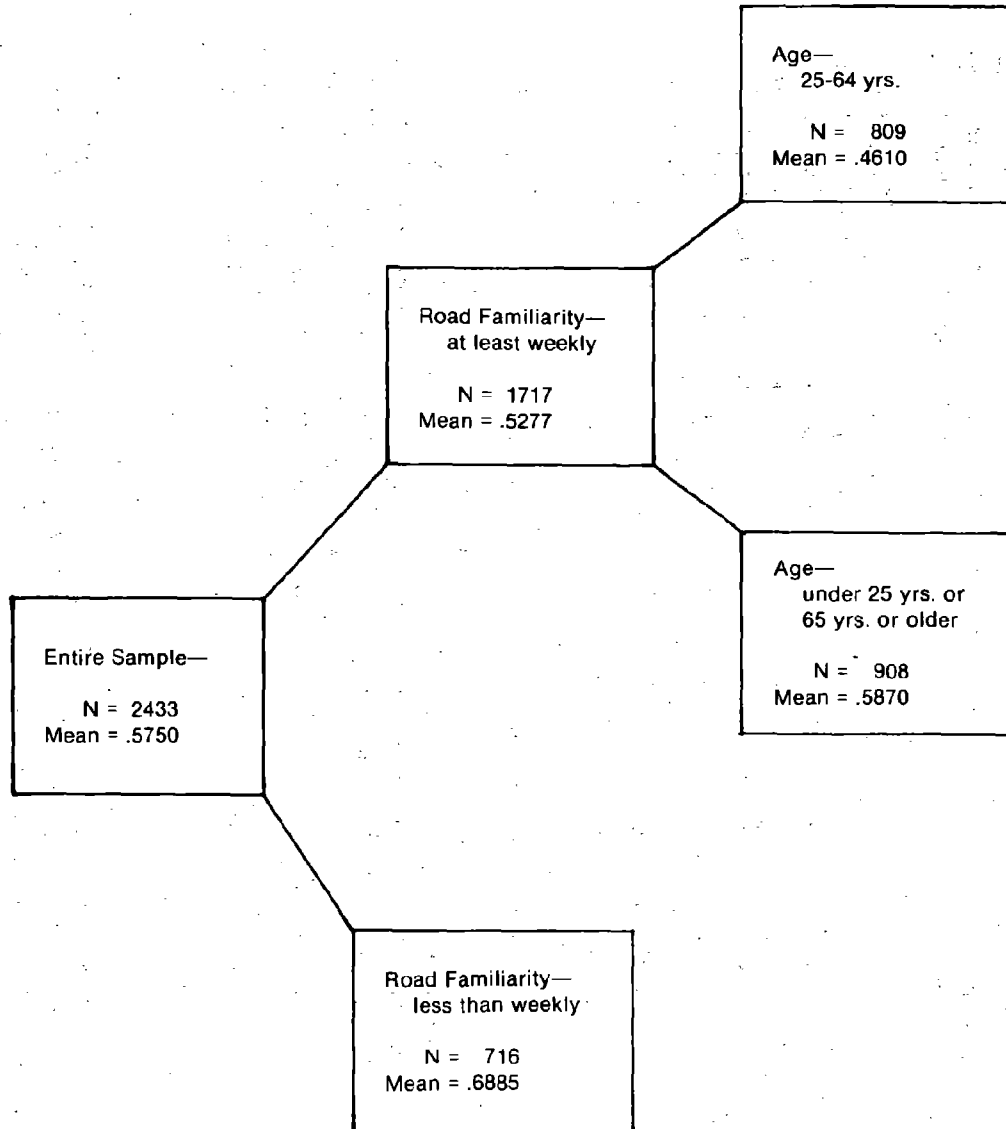 Age—
25-64 yrs.
N = 809
Mean = .4610
Road Familiarity—
at least weekly
N = 1717
Mean = .5277
Age—
under 25 yrs. or
65 yrs. or older
N = 908
Mean = .5870
Entire Sample—
N = 2433
Mean = .5750
Road Familiarity—
less than weekly
N = 716
Mean = .6885